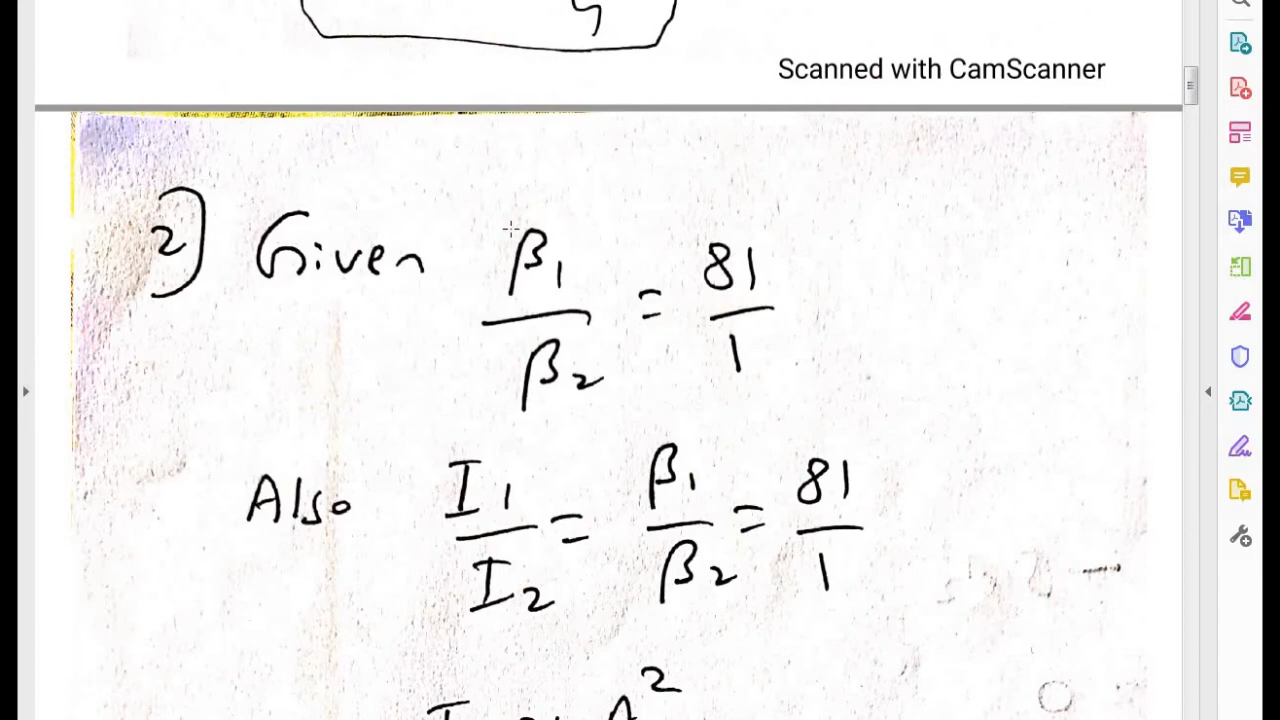 Scanned with CamScanner
2) Given β₁/β₂ = 81/1
Also I₁/I₂ = β₁/β₂ = 81/1